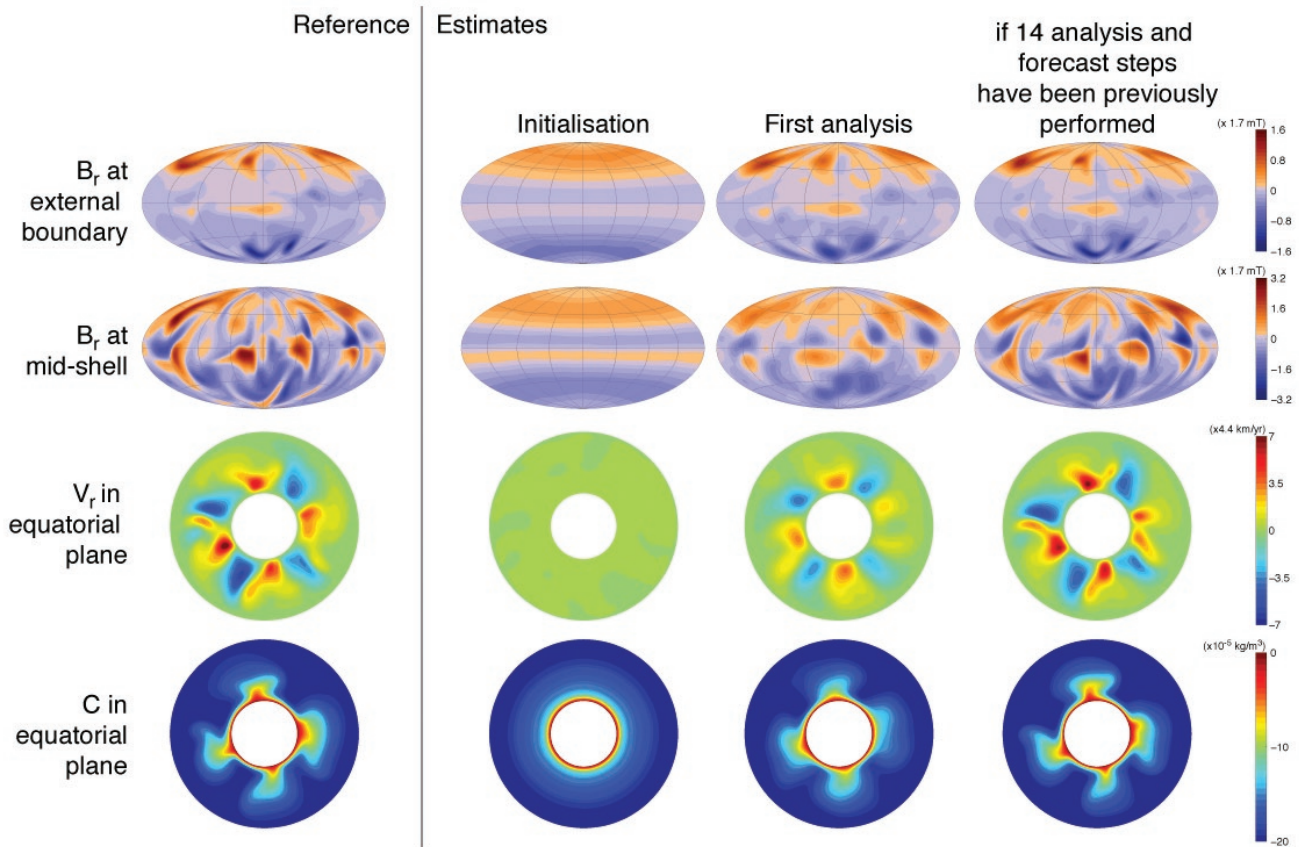 Reference
Estimates
if 14 analysis and
forecast steps
have been previously
performed
Initialisation
First analysis
B_r at
external
boundary
(x 1.7 mT)
1.6
0.8
0
−0.8
−1.6
B_r at
mid-shell
(x 1.7 mT)
3.2
1.6
0
−1.6
−3.2
V_r in
equatorial
plane
(x4.4 km/yr)
7
3.5
0
−3.5
−7
C in
equatorial
plane
(x10⁻⁵ kg/m³)
0
−10
−20